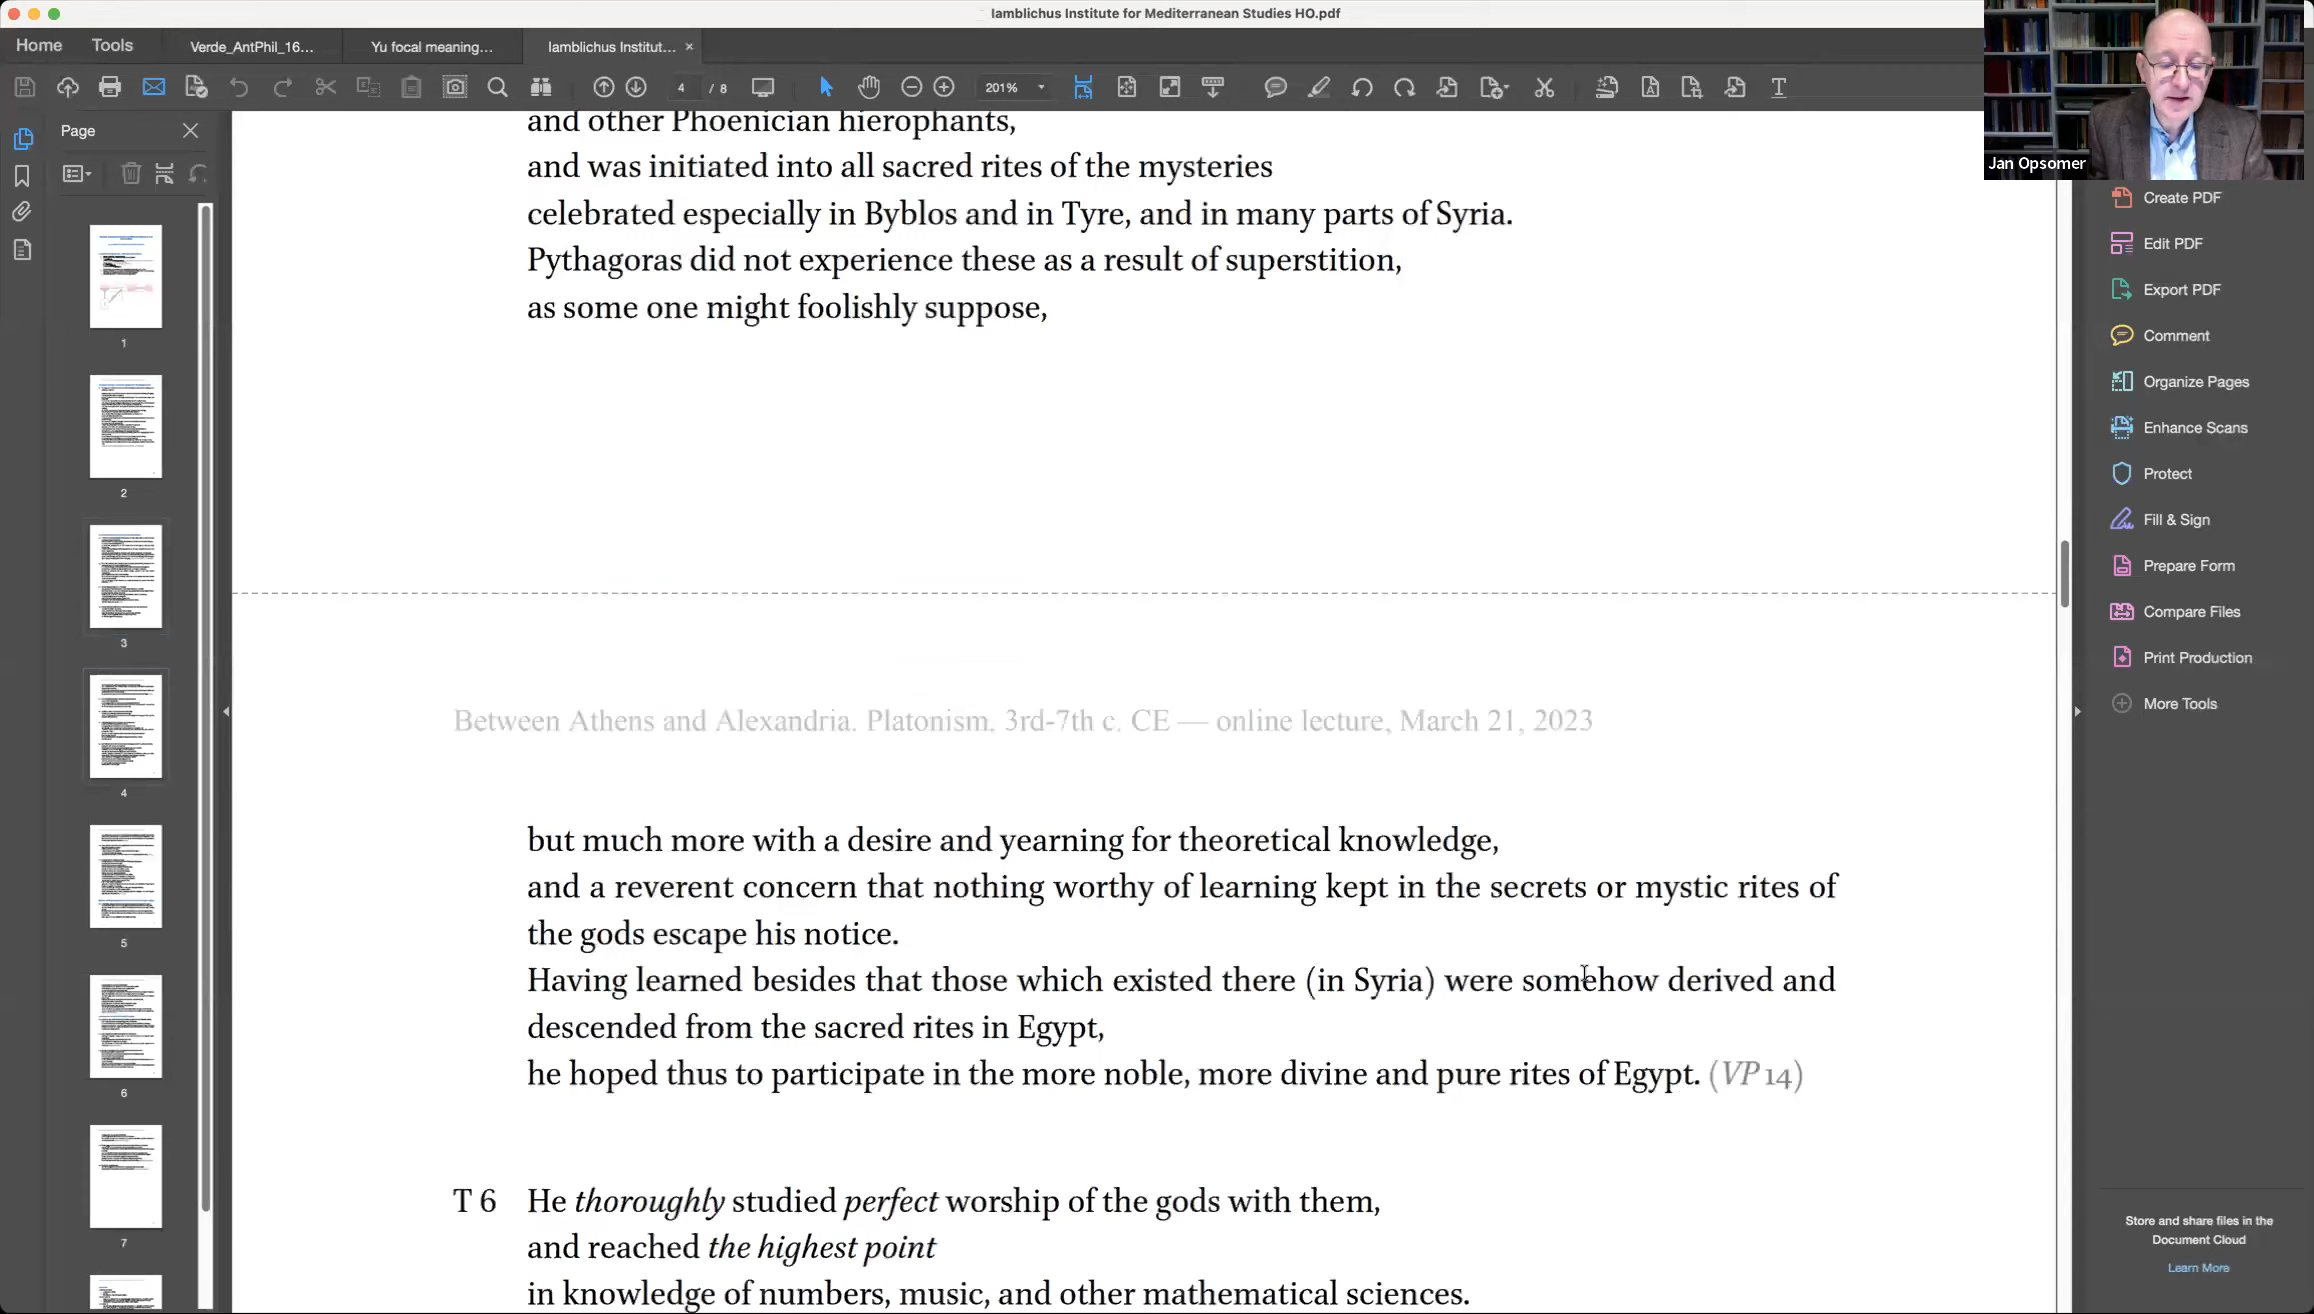 Iamblichus Institute for Mediterranean Studies HO.pdf
Home
Tools
Verde_AntPhil_16...
Yu focal meaning...
Iamblichus Institut...
4 / 8
201%
Jan Opsomer
Page
1
2
3
4
5
6
7
and other Phoenician hierophants,
and was initiated into all sacred rites of the mysteries
celebrated especially in Byblos and in Tyre, and in many parts of Syria.
Pythagoras did not experience these as a result of superstition,
as some one might foolishly suppose,
Between Athens and Alexandria. Platonism, 3rd-7th c. CE — online lecture, March 21, 2023
but much more with a desire and yearning for theoretical knowledge,
and a reverent concern that nothing worthy of learning kept in the secrets or mystic rites of
the gods escape his notice.
Having learned besides that those which existed there (in Syria) were somehow derived and
descended from the sacred rites in Egypt,
he hoped thus to participate in the more noble, more divine and pure rites of Egypt. (VP 14)
T 6 He thoroughly studied perfect worship of the gods with them,
and reached the highest point
in knowledge of numbers, music, and other mathematical sciences.
Create PDF
Edit PDF
Export PDF
Comment
Organize Pages
Enhance Scans
Protect
Fill & Sign
Prepare Form
Compare Files
Print Production
More Tools
Store and share files in the
Document Cloud
Learn More